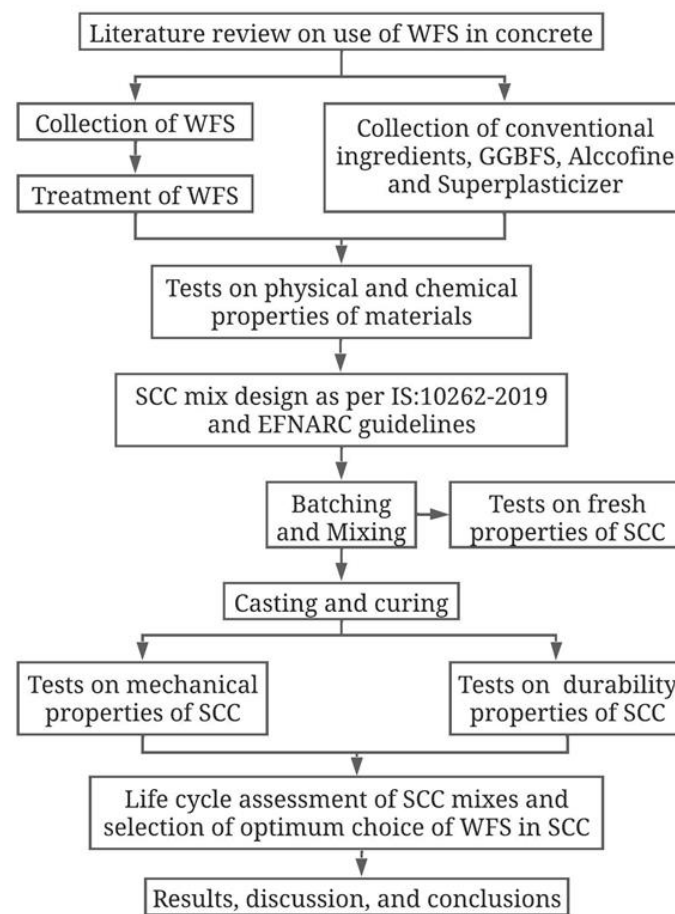 Literature review on use of WFS in concrete
Collection of WFS
Collection of conventional
ingredients, GGBFS, Alccofine
and Superplasticizer
Treatment of WFS
Tests on physical and chemical
properties of materials
SCC mix design as per IS:10262-2019
and EFNARC guidelines
Batching
and Mixing
Tests on fresh
properties of SCC
Casting and curing
Tests on mechanical
properties of SCC
Tests on durability
properties of SCC
Life cycle assessment of SCC mixes and
selection of optimum choice of WFS in SCC
Results, discussion, and conclusions